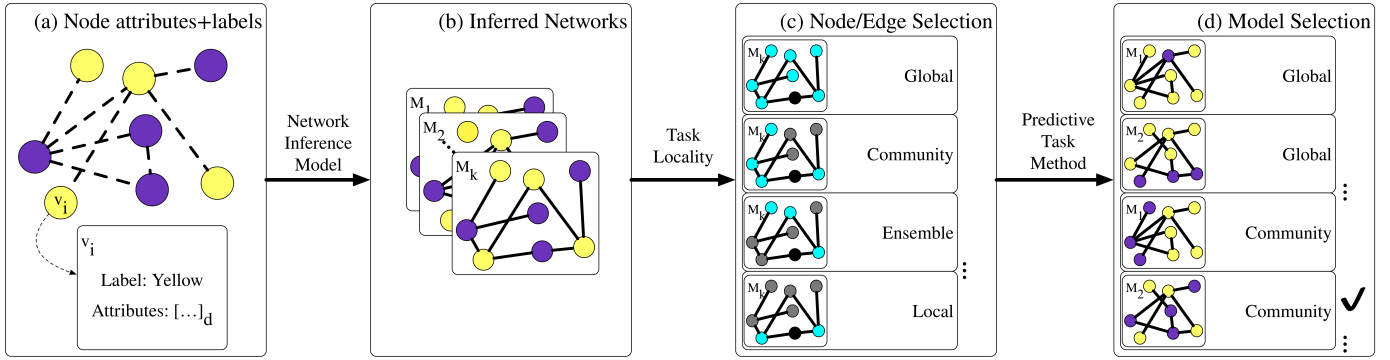 (a) Node attributes+labels
v_i
v_i
Label: Yellow
Attributes: […]_d
Network
Inference
Model
(b) Inferred Networks
M_1
M_2
M_k
Task
Locality
(c) Node/Edge Selection
M_k
Global
M_k
Community
M_k
Ensemble
M_k
Local
Predictive
Task
Method
(d) Model Selection
M_1
Global
M_2
Global
M_1
Community
M_2
Community